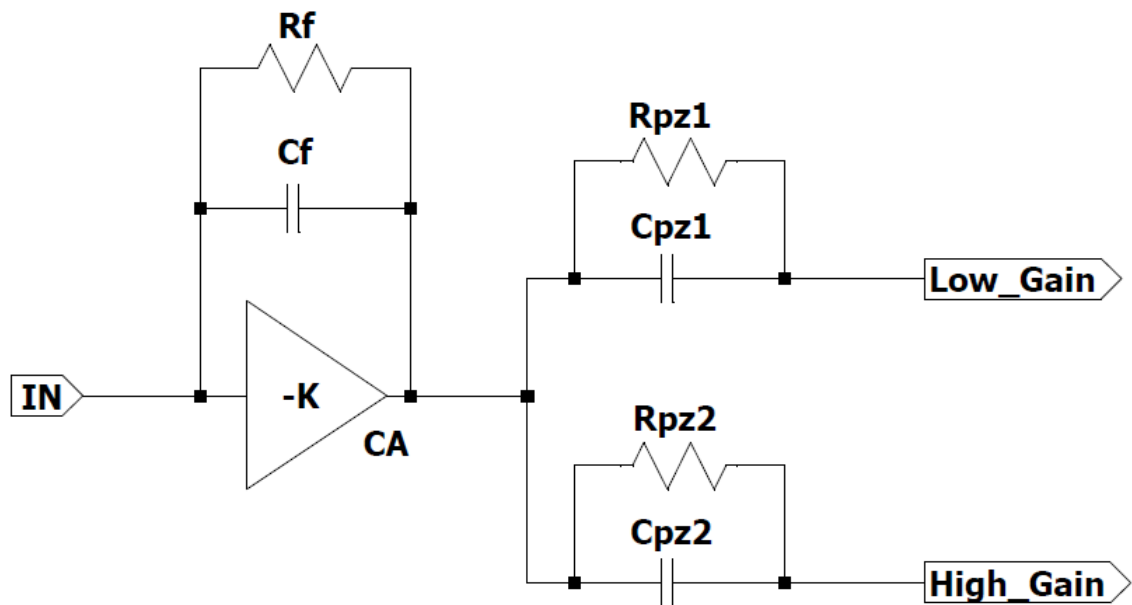 Rf
Cf
Rpz1
Cpz1
Low_Gain
IN
-K
CA
Rpz2
Cpz2
High_Gain